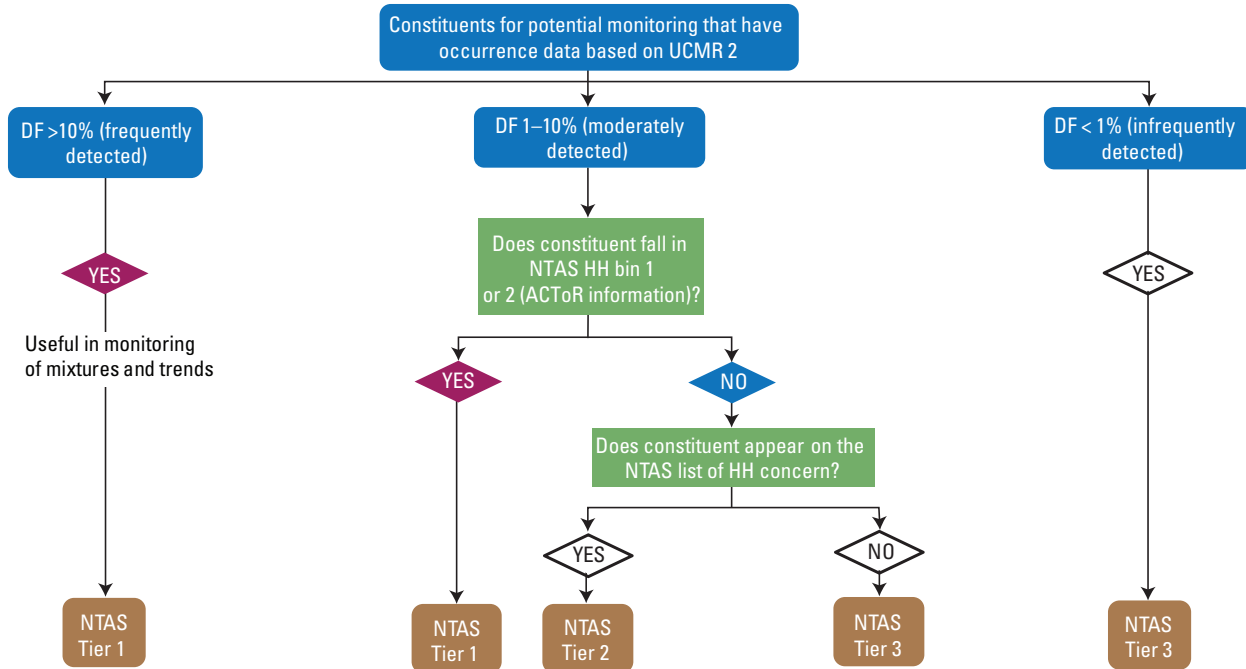 Constituents for potential monitoring that have
occurrence data based on UCMR 2
DF >10% (frequently
detected)
DF 1–10% (moderately
detected)
DF < 1% (infrequently
detected)
YES
Does constituent fall in
NTAS HH bin 1
or 2 (ACToR information)?
YES
Useful in monitoring
of mixtures and trends
YES
NO
Does constituent appear on the
NTAS list of HH concern?
YES
NO
NTAS
Tier 1
NTAS
Tier 1
NTAS
Tier 2
NTAS
Tier 3
NTAS
Tier 3